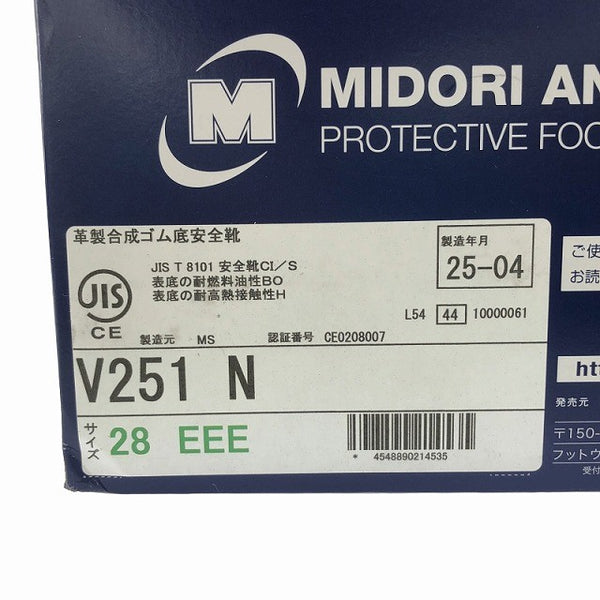 M
MIDORI AN
PROTECTIVE FOO
革製合成ゴム底安全靴
JIS T 8101 安全靴CI/S
表底の耐燃料油性BO
表底の耐高熱接触性H
製造年月
25-04
JIS
CE
L54 44 10000061
製造元 MS 認証番号 CE0208007
V251 N
サイズ
28 EEE
* 4548890214535
ご使
お読
htt
発売元
〒150-
フットウ
受付